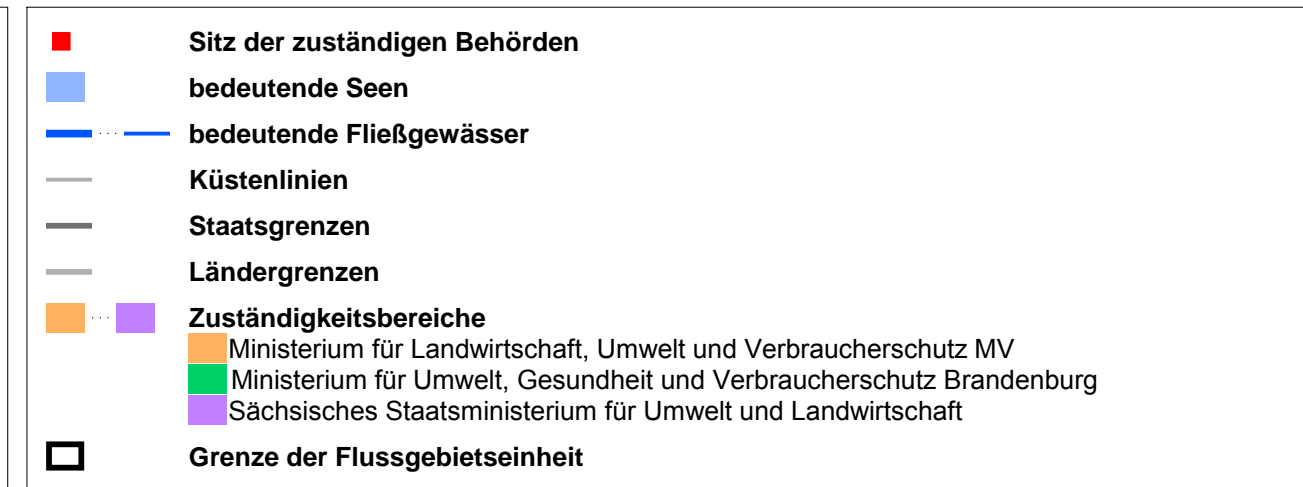 Sitz der zuständigen Behörden
bedeutende Seen
bedeutende Fließgewässer
Küstenlinien
Staatsgrenzen
Ländergrenzen
Zuständigkeitsbereiche
Ministerium für Landwirtschaft, Umwelt und Verbraucherschutz MV
Ministerium für Umwelt, Gesundheit und Verbraucherschutz Brandenburg
Sächsisches Staatsministerium für Umwelt und Landwirtschaft
Grenze der Flussgebietseinheit